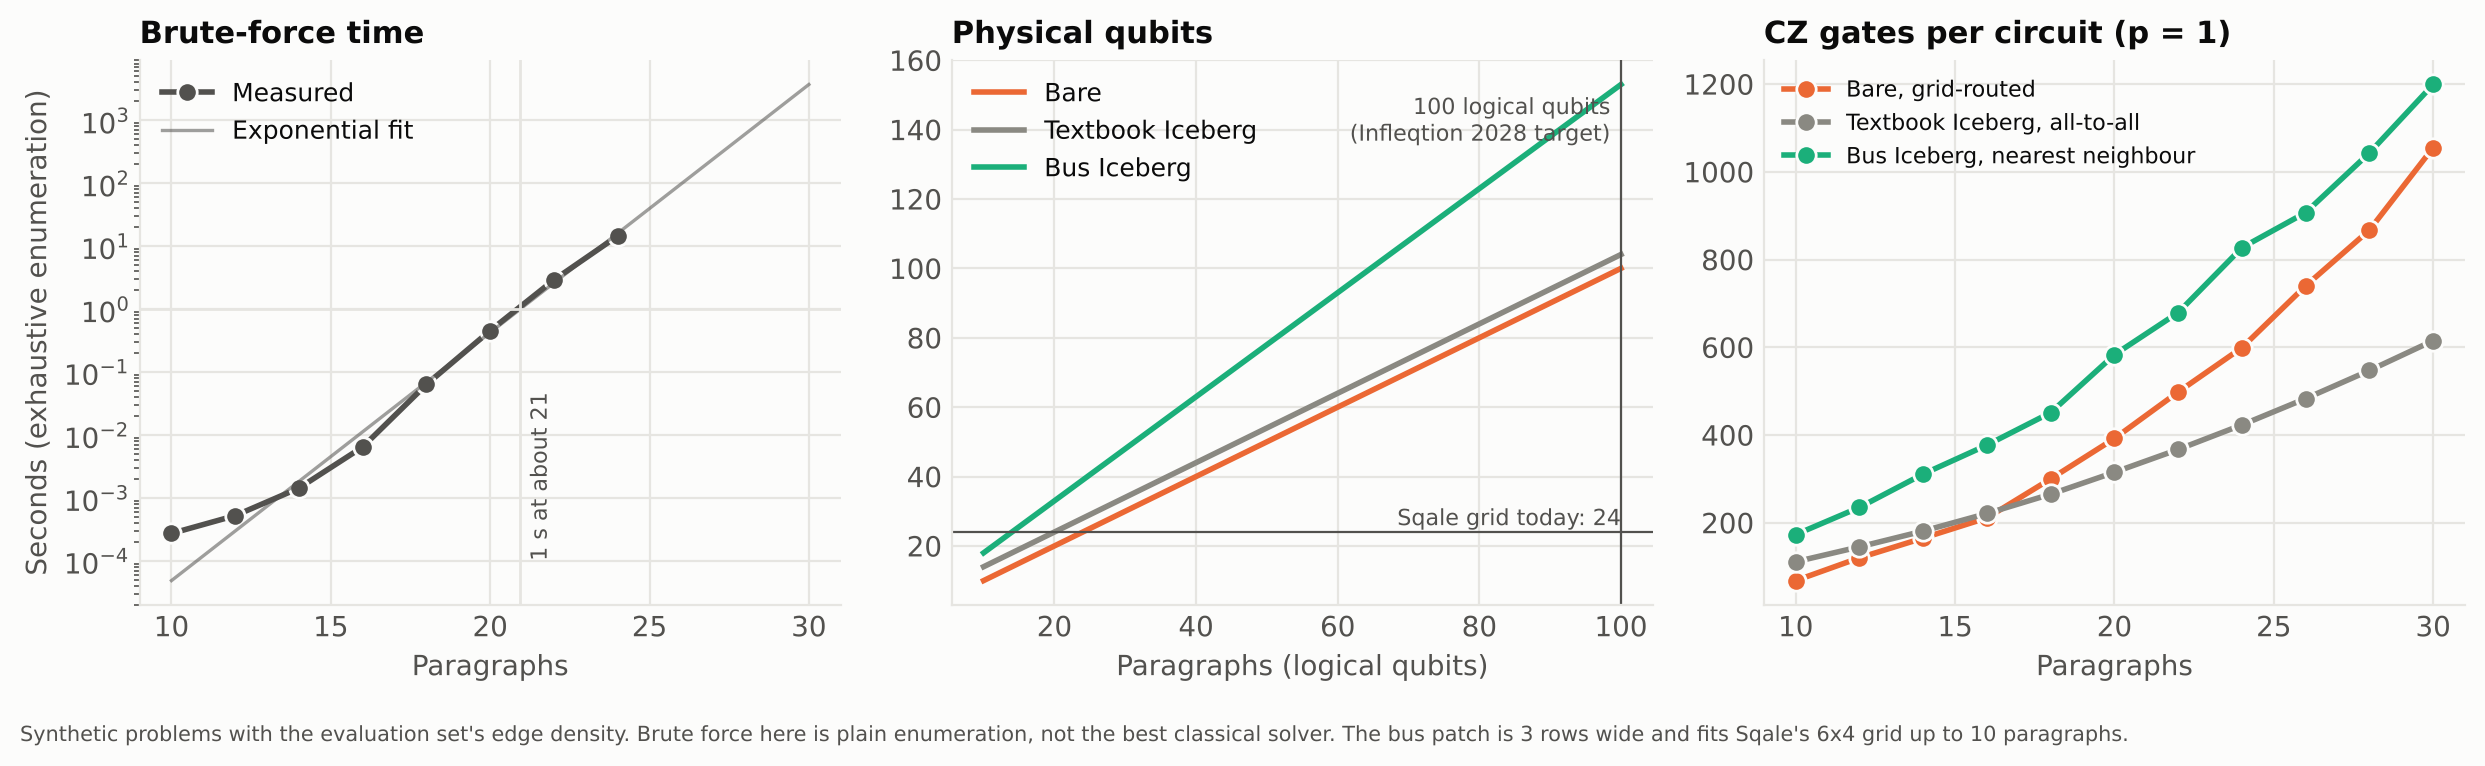 Brute-force time
Seconds (exhaustive enumeration)
Measured
Exponential fit
10³
10²
10¹
10⁰
10⁻¹
10⁻²
10⁻³
10⁻⁴
1 s at about 21
10 15 20 25 30
Paragraphs
Physical qubits
160
140
120
100
80
60
40
20
Bare
Textbook Iceberg
Bus Iceberg
100 logical qubits
(Infleqtion 2028 target)
Sqale grid today: 24
20 40 60 80 100
Paragraphs (logical qubits)
CZ gates per circuit (p = 1)
1200
1000
800
600
400
200
Bare, grid-routed
Textbook Iceberg, all-to-all
Bus Iceberg, nearest neighbour
10 15 20 25 30
Paragraphs
Synthetic problems with the evaluation set's edge density. Brute force here is plain enumeration, not the best classical solver. The bus patch is 3 rows wide and fits Sqale's 6x4 grid up to 10 paragraphs.